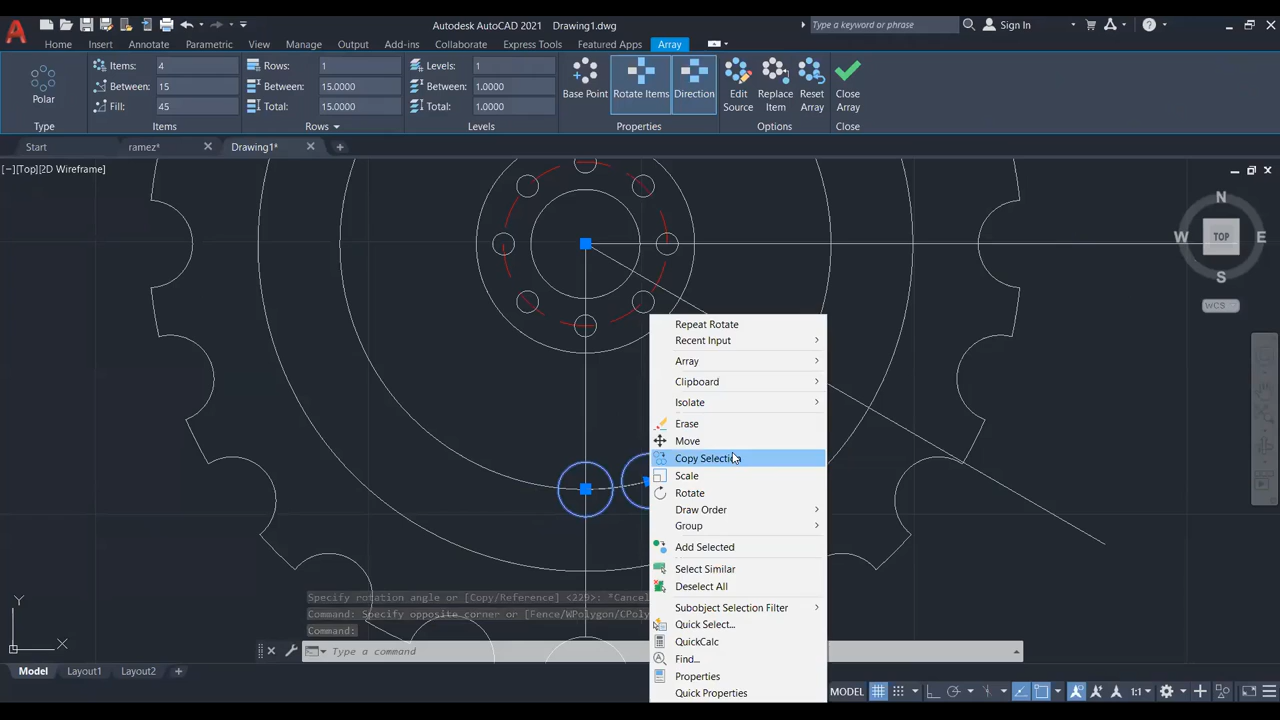 Autodesk AutoCAD 2021 Drawing1.dwg
Type a keyword or phrase
Sign In
Home Insert Annotate Parametric View Manage Output Add-ins Collaborate Express Tools Featured Apps Array
Items: 4
Between: 15
Fill: 45
Rows: 1
Between: 15.0000
Total: 15.0000
Levels: 1
Between: 1.0000
Total: 1.0000
Polar
Base Point
Rotate Items
Direction
Edit Source
Replace Item
Reset Array
Close Array
Type Items Rows Levels Properties Options Close
Start ramez* Drawing1*
[−][Top][2D Wireframe]
N
W TOP E
S
WCS
Repeat Rotate
Recent Input
Array
Clipboard
Isolate
Erase
Move
Copy Selection
Scale
Rotate
Draw Order
Group
Add Selected
Select Similar
Deselect All
Subobject Selection Filter
Quick Select...
QuickCalc
Find...
Properties
Quick Properties
Specify rotation angle or [Copy/Reference] <229>: *Cancel
Command: Specify opposite corner or [Fence/WPolygon/CPoly
Command:
Type a command
Y
X
Model Layout1 Layout2
MODEL 1:1